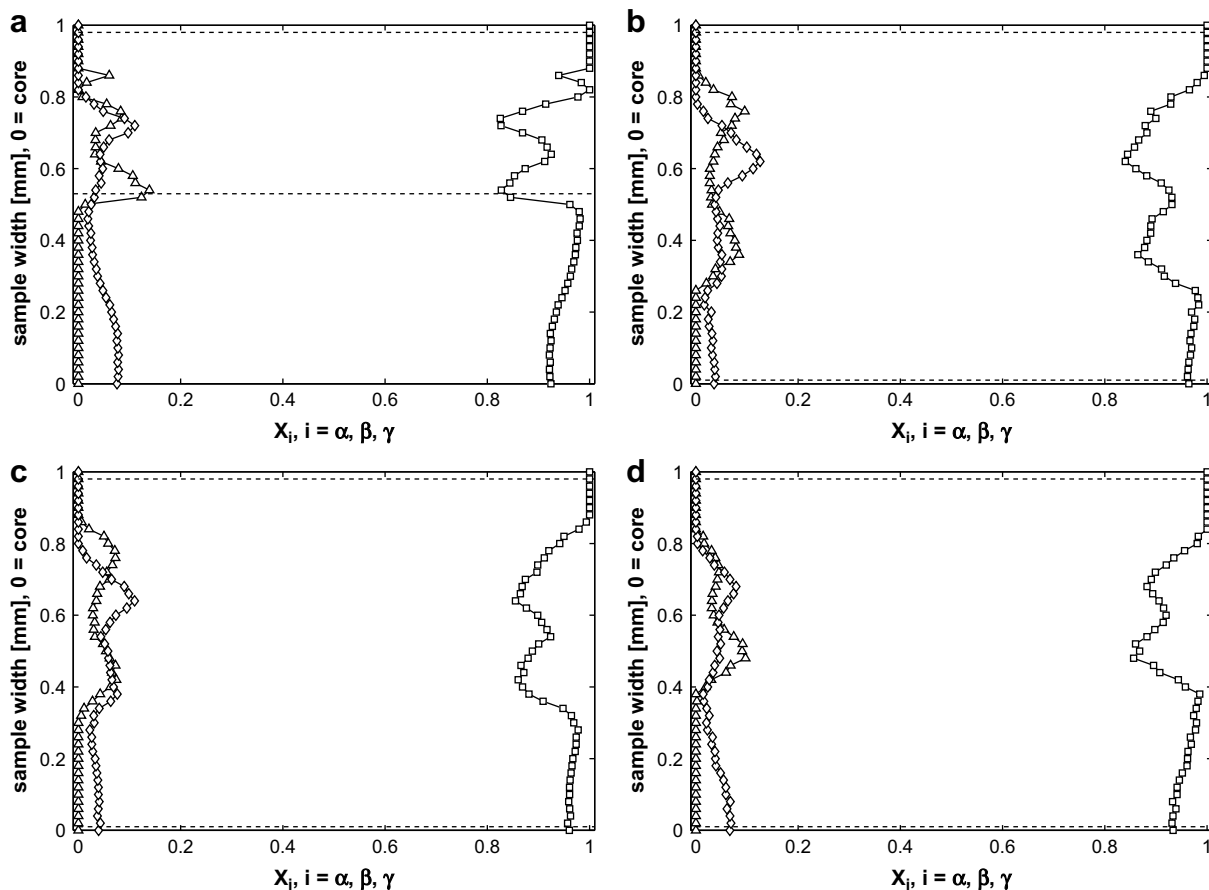 a
1
0.8
0.6
0.4
0.2
0
sample width [mm], 0 = core
0 0.2 0.4 0.6 0.8 1
Xi, i = α, β, γ
b
1
0.8
0.6
0.4
0.2
0
sample width [mm], 0 = core
0 0.2 0.4 0.6 0.8 1
Xi, i = α, β, γ
c
1
0.8
0.6
0.4
0.2
0
sample width [mm], 0 = core
0 0.2 0.4 0.6 0.8 1
Xi, i = α, β, γ
d
1
0.8
0.6
0.4
0.2
0
sample width [mm], 0 = core
0 0.2 0.4 0.6 0.8 1
Xi, i = α, β, γ